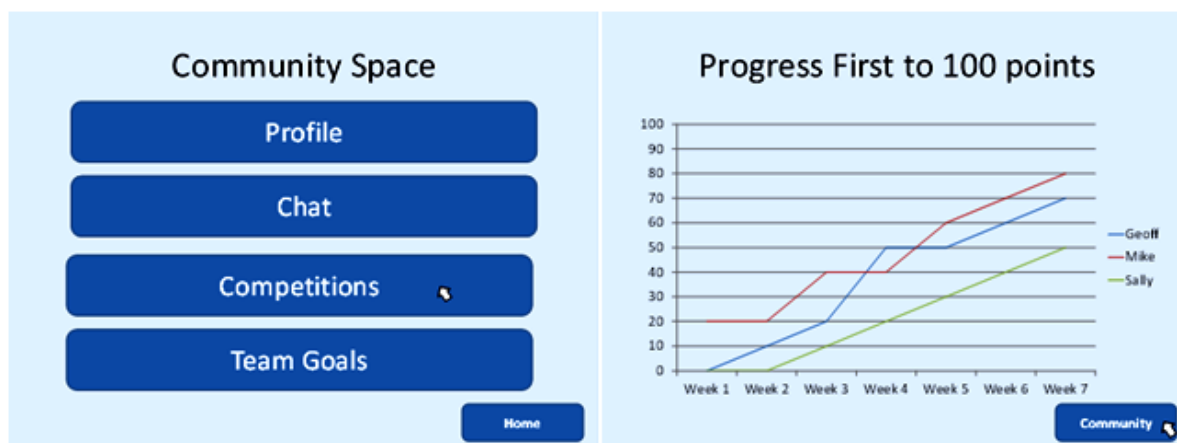 Community Space
Profile
Chat
Competitions
Team Goals
Home
Progress First to 100 points
100
90
80
70
60
50
40
30
20
10
0
Week 1 Week 2 Week 3 Week 4 Week 5 Week 6 Week 7
Geoff
Mike
Sally
Community